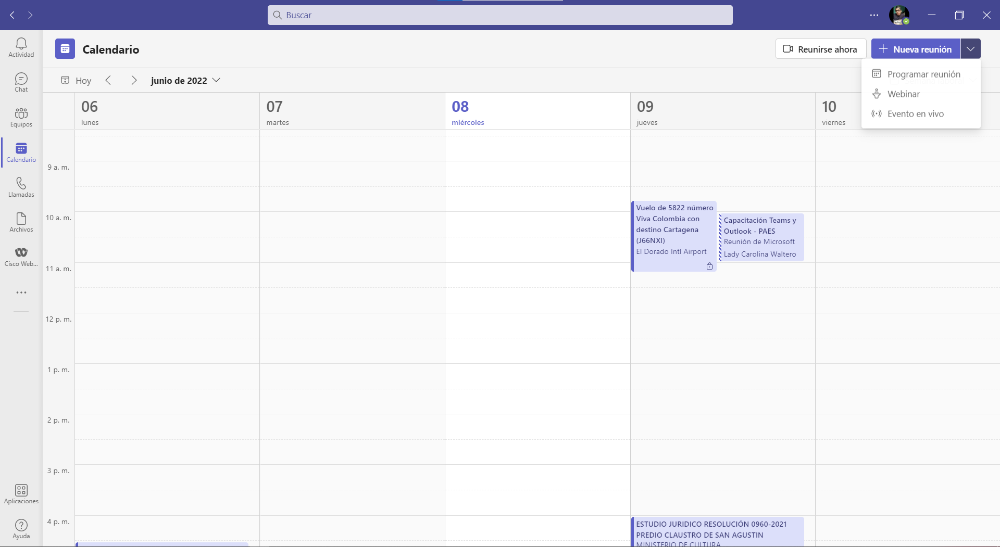 Buscar
Actividad
Chat
Equipos
Calendario
Llamadas
Archivos
Cisco Web...
Aplicaciones
Ayuda
Calendario
Reunirse ahora
Nueva reunión
Programar reunión
Webinar
Evento en vivo
Hoy
junio de 2022
06
lunes
07
martes
08
miércoles
09
jueves
10
viernes
9 a. m.
10 a. m.
11 a. m.
12 p. m.
1 p. m.
2 p. m.
3 p. m.
4 p. m.
Vuelo de 5822 número
Viva Colombia con
destino Cartagena
(J66NXI)
El Dorado Intl Airport
Capacitación Teams y
Outlook - PAES
Reunión de Microsoft
Lady Carolina Waltero
ESTUDIO JURIDICO RESOLUCIÓN 0960-2021
PREDIO CLAUSTRO DE SAN AGUSTIN
MINISTERIO DE CULTURA